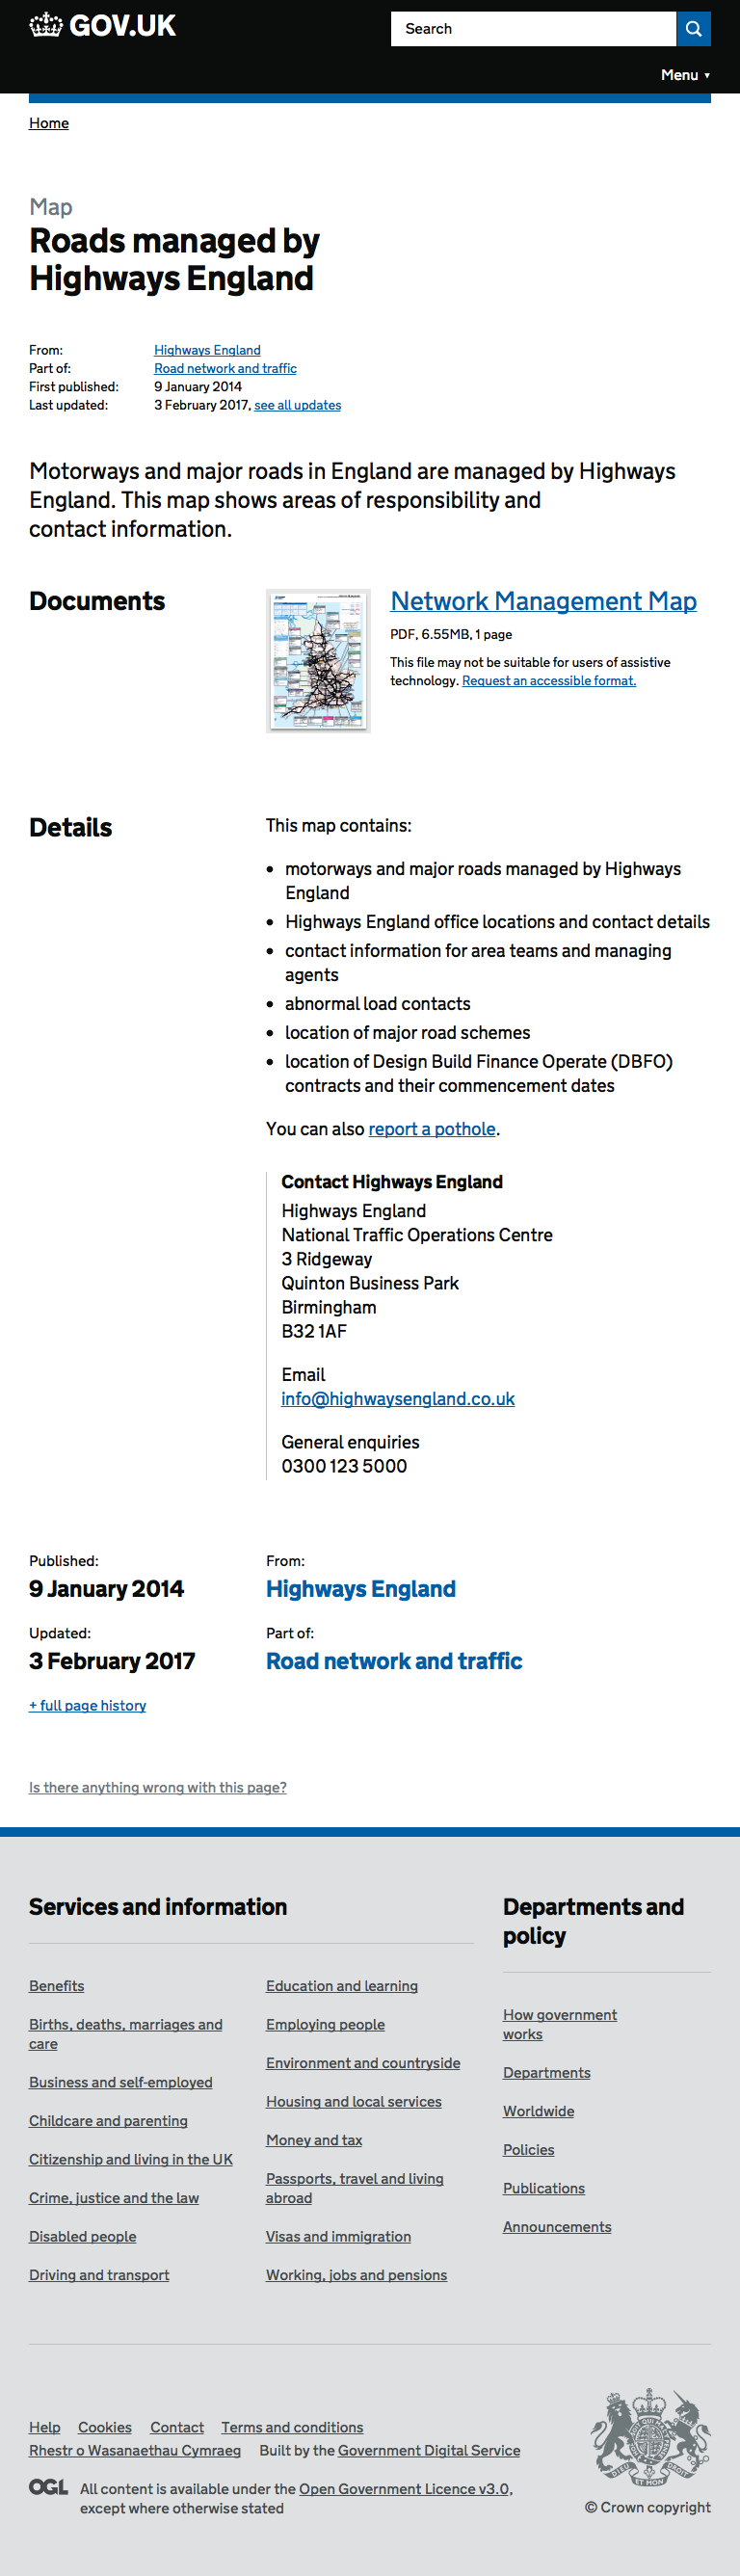 GOV.UK
Search
Menu ▼
Home
Map
Roads managed by
Highways England
From: Highways England
Part of: Road network and traffic
First published: 9 January 2014
Last updated: 3 February 2017, see all updates
Motorways and major roads in England are managed by Highways
England. This map shows areas of responsibility and
contact information.
Documents
Network Management Map
PDF, 6.55MB, 1 page
This file may not be suitable for users of assistive
technology. Request an accessible format.
Details
This map contains:
• motorways and major roads managed by Highways
England
• Highways England office locations and contact details
• contact information for area teams and managing
agents
• abnormal load contacts
• location of major road schemes
• location of Design Build Finance Operate (DBFO)
contracts and their commencement dates
You can also report a pothole.
Contact Highways England
Highways England
National Traffic Operations Centre
3 Ridgeway
Quinton Business Park
Birmingham
B32 1AF
Email
info@highwaysengland.co.uk
General enquiries
0300 123 5000
Published:
9 January 2014
Updated:
3 February 2017
+ full page history
From:
Highways England
Part of:
Road network and traffic
Is there anything wrong with this page?
Services and information
Benefits
Births, deaths, marriages and
care
Business and self-employed
Childcare and parenting
Citizenship and living in the UK
Crime, justice and the law
Disabled people
Driving and transport
Education and learning
Employing people
Environment and countryside
Housing and local services
Money and tax
Passports, travel and living
abroad
Visas and immigration
Working, jobs and pensions
Departments and
policy
How government
works
Departments
Worldwide
Policies
Publications
Announcements
Help Cookies Contact Terms and conditions
Rhestr o Wasanaethau Cymraeg Built by the Government Digital Service
OGL All content is available under the Open Government Licence v3.0,
except where otherwise stated
DIEU ET MON DROIT
© Crown copyright